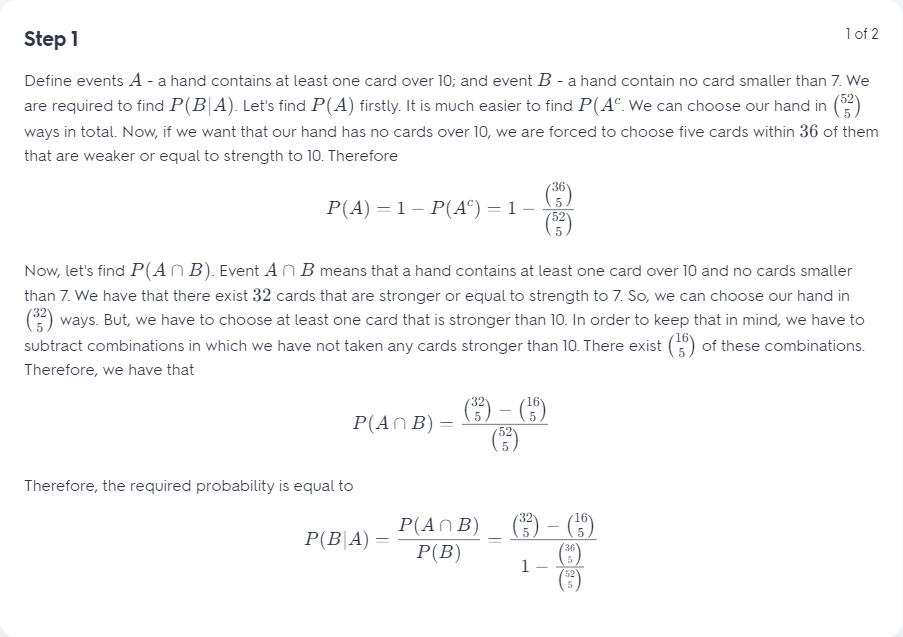 Step 1
1 of 2
Define events A - a hand contains at least one card over 10; and event B - a hand contain no card smaller than 7. We
are required to find P(B|A). Let's find P(A) firstly. It is much easier to find P(Aᶜ. We can choose our hand in \binom{52}{5}
ways in total. Now, if we want that our hand has no cards over 10, we are forced to choose five cards within 36 of them
that are weaker or equal to strength to 10. Therefore
P(A) = 1 − P(Aᶜ) = 1 − \frac{\binom{36}{5}}{\binom{52}{5}}
Now, let's find P(A ∩ B). Event A ∩ B means that a hand contains at least one card over 10 and no cards smaller
than 7. We have that there exist 32 cards that are stronger or equal to strength to 7. So, we can choose our hand in
\binom{32}{5} ways. But, we have to choose at least one card that is stronger than 10. In order to keep that in mind, we have to
subtract combinations in which we have not taken any cards stronger than 10. There exist \binom{16}{5} of these combinations.
Therefore, we have that
P(A ∩ B) = \frac{\binom{32}{5} − \binom{16}{5}}{\binom{52}{5}}
Therefore, the required probability is equal to
P(B|A) = \frac{P(A ∩ B)}{P(B)} = \frac{\binom{32}{5} − \binom{16}{5}}{1 − \frac{\binom{36}{5}}{\binom{52}{5}}}